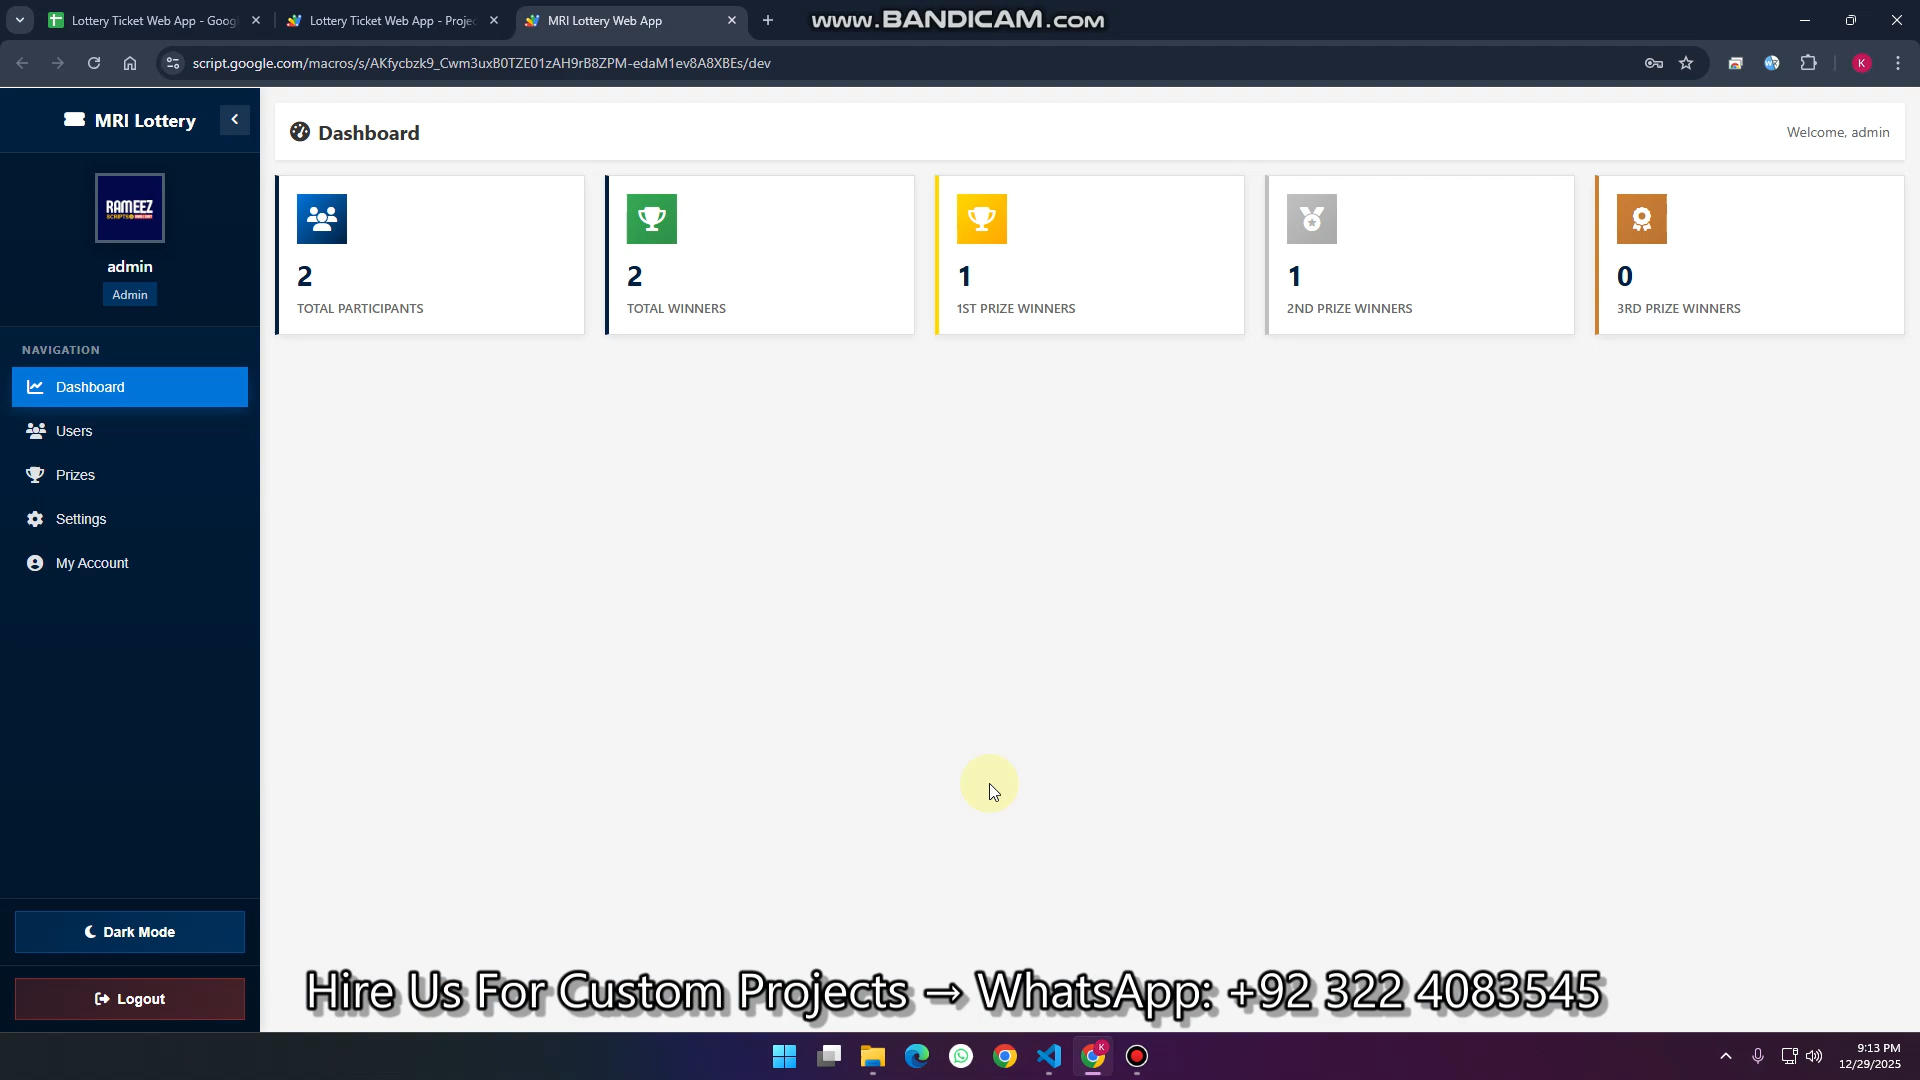 Lottery Ticket Web App - Goog
Lottery Ticket Web App - Projec
MRI Lottery Web App
www.BANDICAM.com
script.google.com/macros/s/AKfycbzk9_Cwm3uxB0TZE01zAH9rB8ZPM-edaM1ev8A8XBEs/dev
K
MRI Lottery
Dashboard
Welcome, admin
RAMEEZ
SCRIPTS
admin
Admin
2
TOTAL PARTICIPANTS
2
TOTAL WINNERS
1
1ST PRIZE WINNERS
1
2ND PRIZE WINNERS
0
3RD PRIZE WINNERS
NAVIGATION
Dashboard
Users
Prizes
Settings
My Account
Dark Mode
Logout
Hire Us For Custom Projects → WhatsApp: +92 322 4083545
K
9:13 PM
12/29/2025